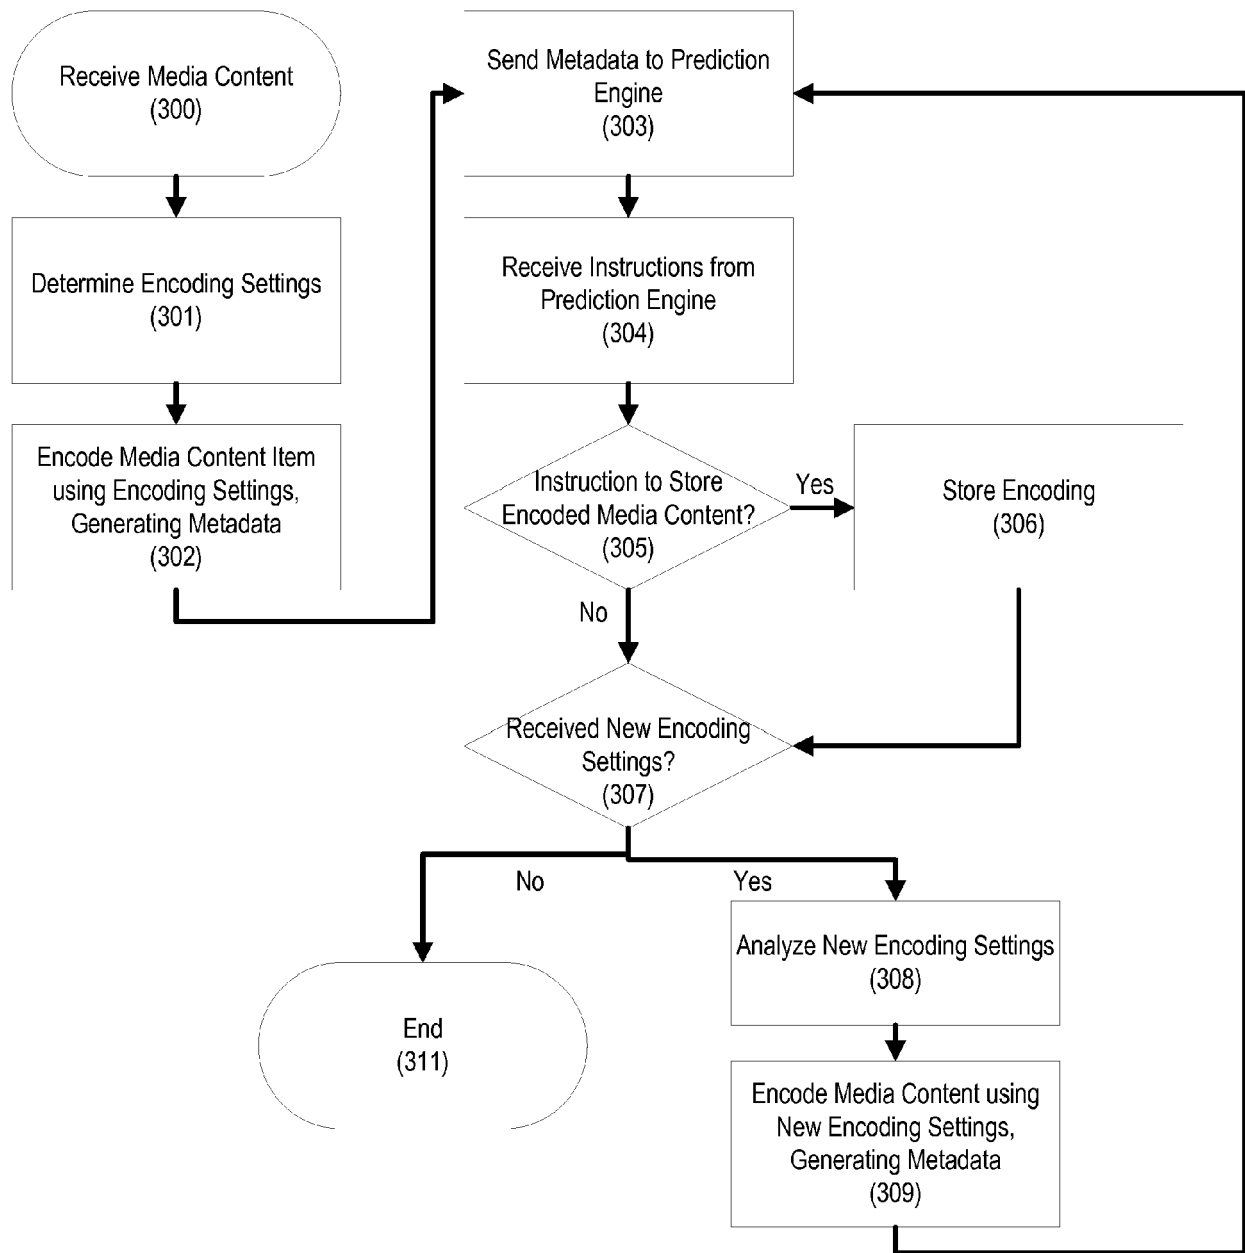 Receive Media Content
(300)
Determine Encoding Settings
(301)
Encode Media Content Item
using Encoding Settings,
Generating Metadata
(302)
Send Metadata to Prediction
Engine
(303)
Receive Instructions from
Prediction Engine
(304)
Instruction to Store
Encoded Media Content?
(305)
Yes
Store Encoding
(306)
No
Received New Encoding
Settings?
(307)
No
Yes
End
(311)
Analyze New Encoding Settings
(308)
Encode Media Content using
New Encoding Settings,
Generating Metadata
(309)